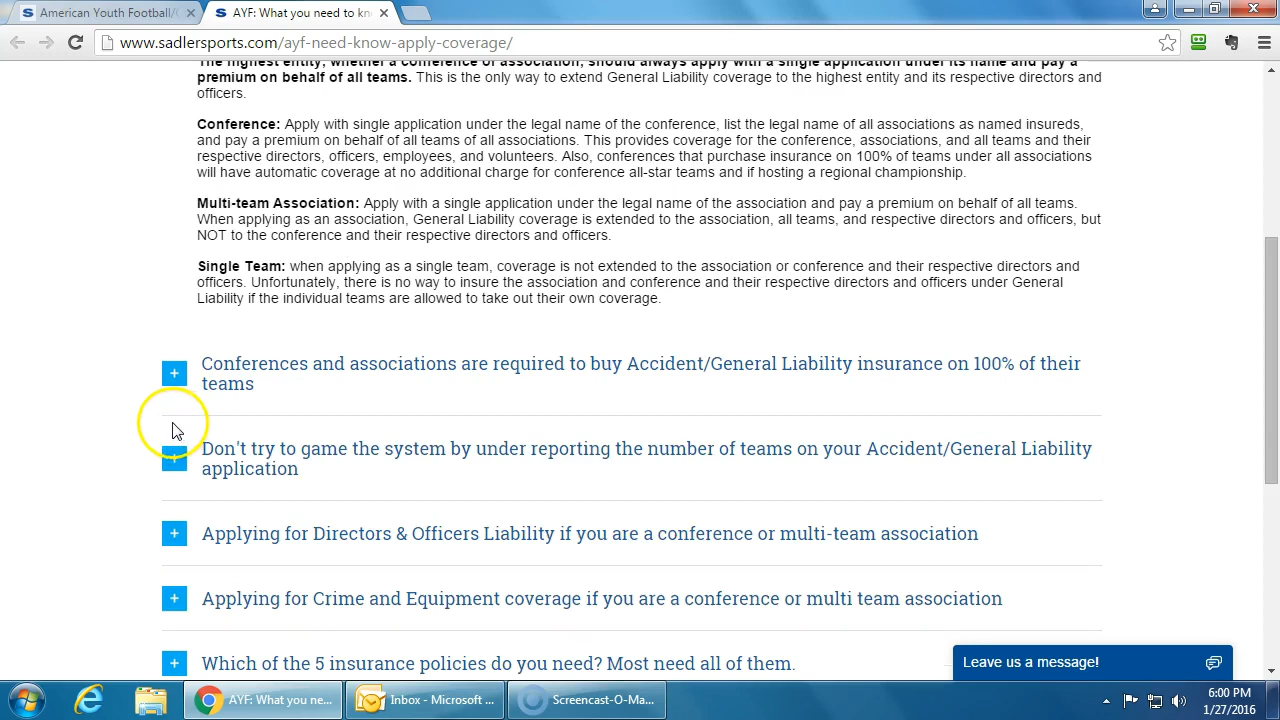 American Youth Football/
AYF: What you need to kn
www.sadlersports.com/ayf-need-know-apply-coverage/
The highest entity, whether a conference or association, should always apply with a single application under its name and pay a
premium on behalf of all teams. This is the only way to extend General Liability coverage to the highest entity and its respective directors and
officers.
Conference: Apply with single application under the legal name of the conference, list the legal name of all associations as named insureds,
and pay a premium on behalf of all teams of all associations. This provides coverage for the conference, associations, and all teams and their
respective directors, officers, employees, and volunteers. Also, conferences that purchase insurance on 100% of teams under all associations
will have automatic coverage at no additional charge for conference all-star teams and if hosting a regional championship.
Multi-team Association: Apply with a single application under the legal name of the association and pay a premium on behalf of all teams.
When applying as an association, General Liability coverage is extended to the association, all teams, and respective directors and officers, but
NOT to the conference and their respective directors and officers.
Single Team: when applying as a single team, coverage is not extended to the association or conference and their respective directors and
officers. Unfortunately, there is no way to insure the association and conference and their respective directors and officers under General
Liability if the individual teams are allowed to take out their own coverage.
+ Conferences and associations are required to buy Accident/General Liability insurance on 100% of their
teams
+ Don't try to game the system by under reporting the number of teams on your Accident/General Liability
application
+ Applying for Directors & Officers Liability if you are a conference or multi-team association
+ Applying for Crime and Equipment coverage if you are a conference or multi team association
+ Which of the 5 insurance policies do you need? Most need all of them.
Leave us a message!
AYF: What you ne...
Inbox - Microsoft ...
Screencast-O-Ma...
6:00 PM
1/27/2016